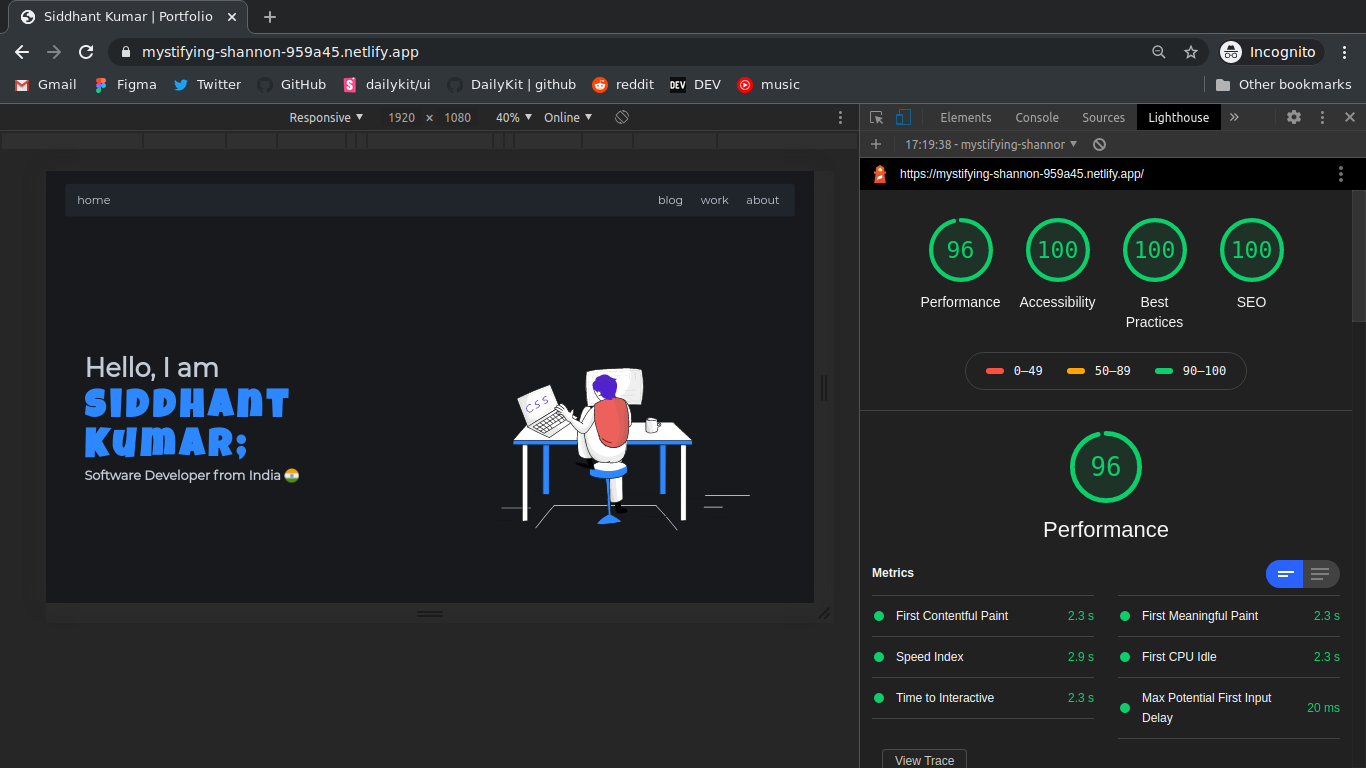 Siddhant Kumar | Portfolio
mystifying-shannon-959a45.netlify.app
Incognito
Gmail
Figma
Twitter
GitHub
dailykit/ui
DailyKit | github
reddit
DEV DEV
music
Other bookmarks
Responsive 1920 × 1080 40% Online
home
blog work about
Hello, I am
SIDDHANT
KUMAR;
Software Developer from India 🇮🇳
CSS
Elements Console Sources Lighthouse »
17:19:38 - mystifying-shannor
https://mystifying-shannon-959a45.netlify.app/
96 100 100 100
Performance Accessibility Best SEO
Practices
0–49 50–89 90–100
96
Performance
Metrics
First Contentful Paint 2.3 s
First Meaningful Paint 2.3 s
Speed Index 2.9 s
First CPU Idle 2.3 s
Time to Interactive 2.3 s
Max Potential First Input
Delay 20 ms
View Trace